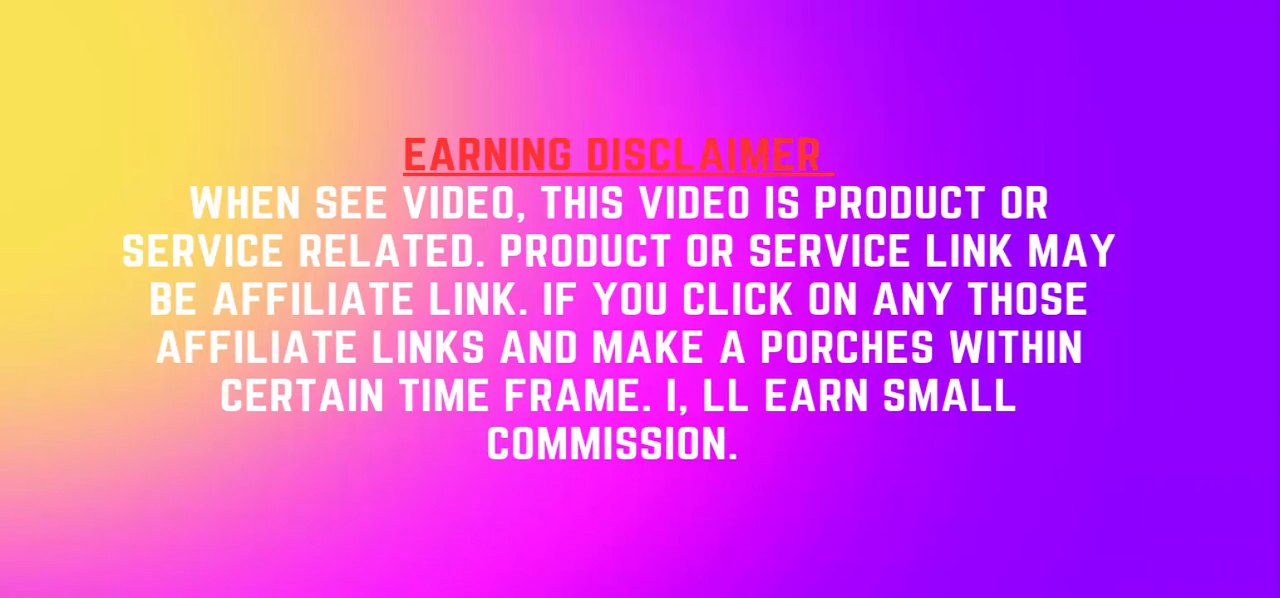 EARNING DISCLAIMER
WHEN SEE VIDEO, THIS VIDEO IS PRODUCT OR
SERVICE RELATED. PRODUCT OR SERVICE LINK MAY
BE AFFILIATE LINK. IF YOU CLICK ON ANY THOSE
AFFILIATE LINKS AND MAKE A PORCHES WITHIN
CERTAIN TIME FRAME. I, LL EARN SMALL
COMMISSION.